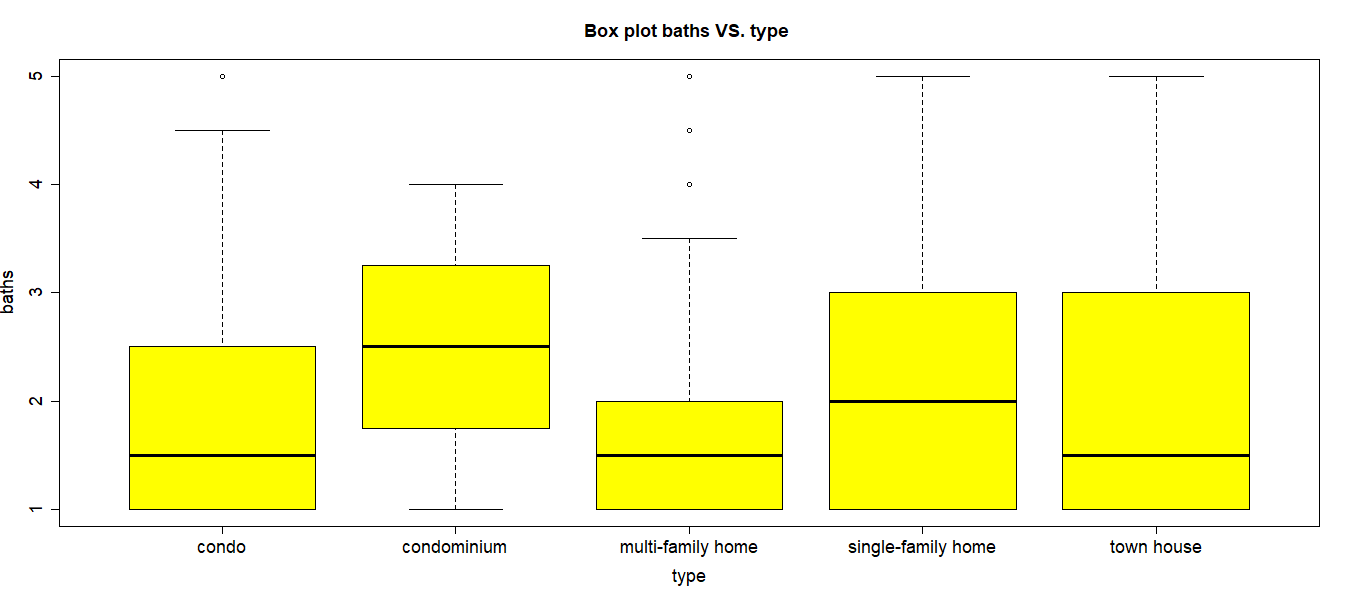 Box plot baths VS. type
baths
5
4
3
2
1
condo condominium multi-family home single-family home town house
type